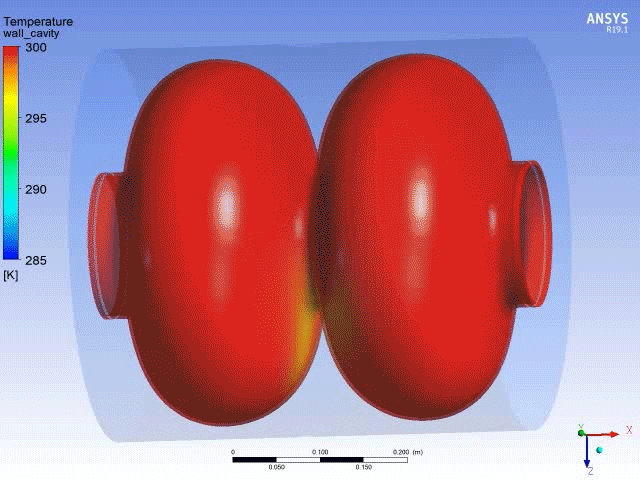 Temperature
wall_cavity
300
295
290
285
[K]
ANSYS
R19.1
0 0.100 0.200 (m)
0.050 0.150
Y X
Z